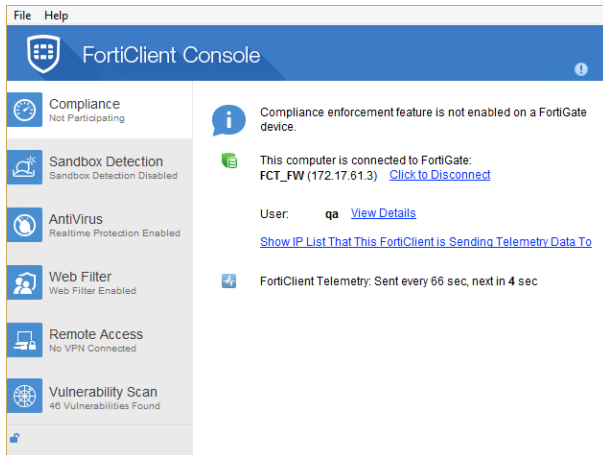 File Help
FortiClient Console
Compliance
Not Participating
Sandbox Detection
Sandbox Detection Disabled
AntiVirus
Realtime Protection Enabled
Web Filter
Web Filter Enabled
Remote Access
No VPN Connected
Vulnerability Scan
46 Vulnerabilities Found
Compliance enforcement feature is not enabled on a FortiGate
device.
This computer is connected to FortiGate:
FCT_FW (172.17.61.3) Click to Disconnect
User: qa View Details
Show IP List That This FortiClient is Sending Telemetry Data To
FortiClient Telemetry: Sent every 66 sec, next in 4 sec